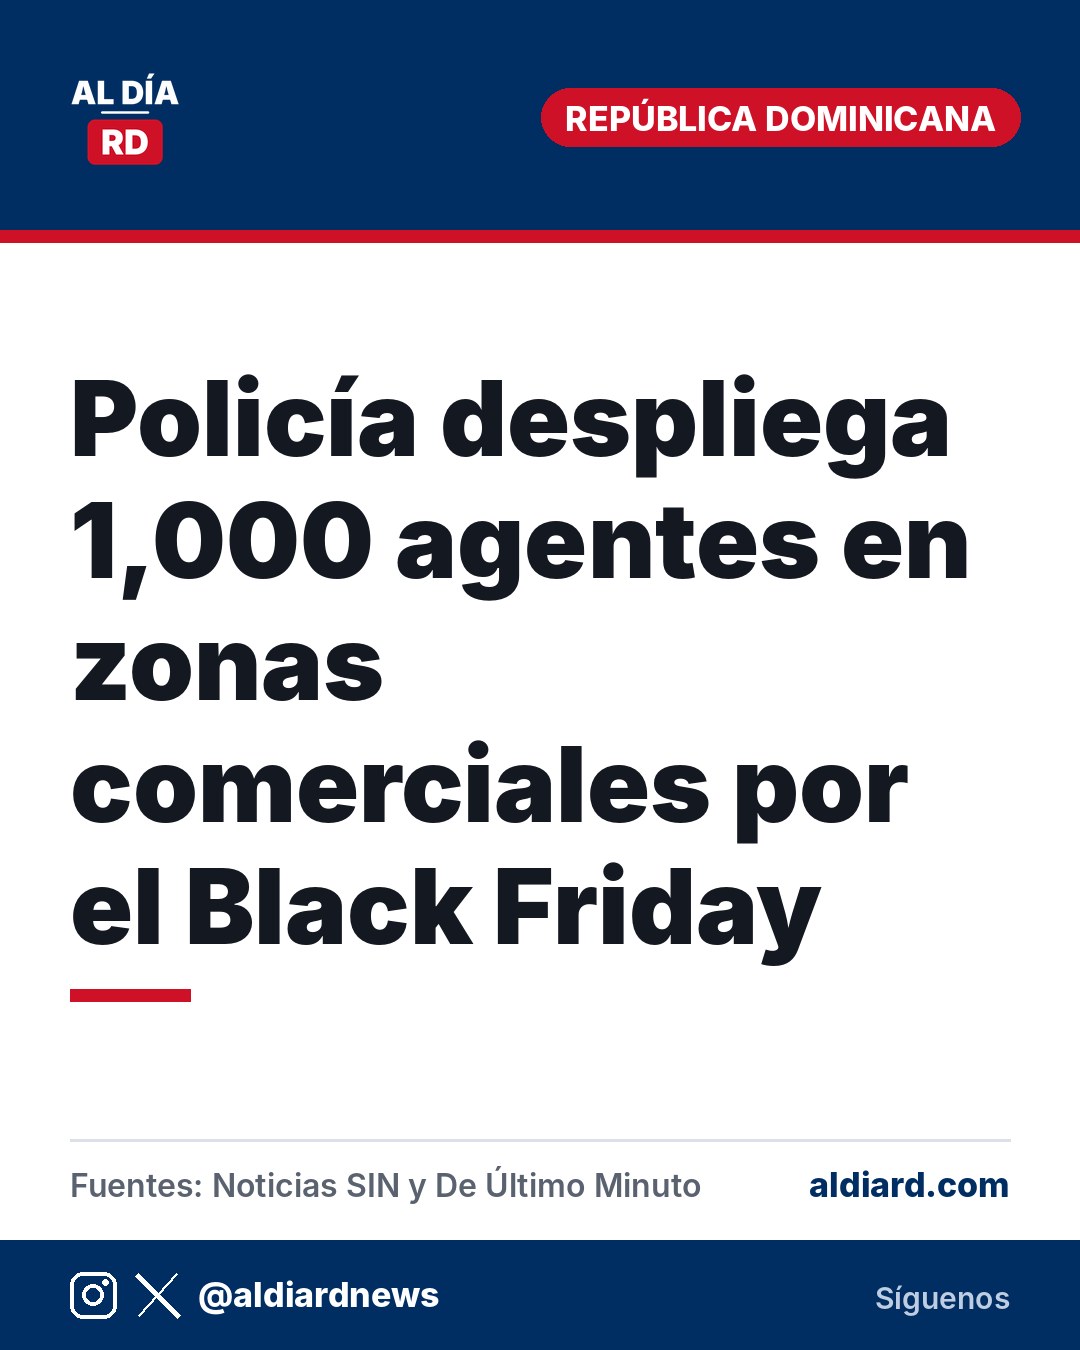 AL DÍA
RD
REPÚBLICA DOMINICANA
Policía despliega
1,000 agentes en
zonas
comerciales por
el Black Friday
Fuentes: Noticias SIN y De Último Minuto
aldiard.com
@aldiardnews
Síguenos